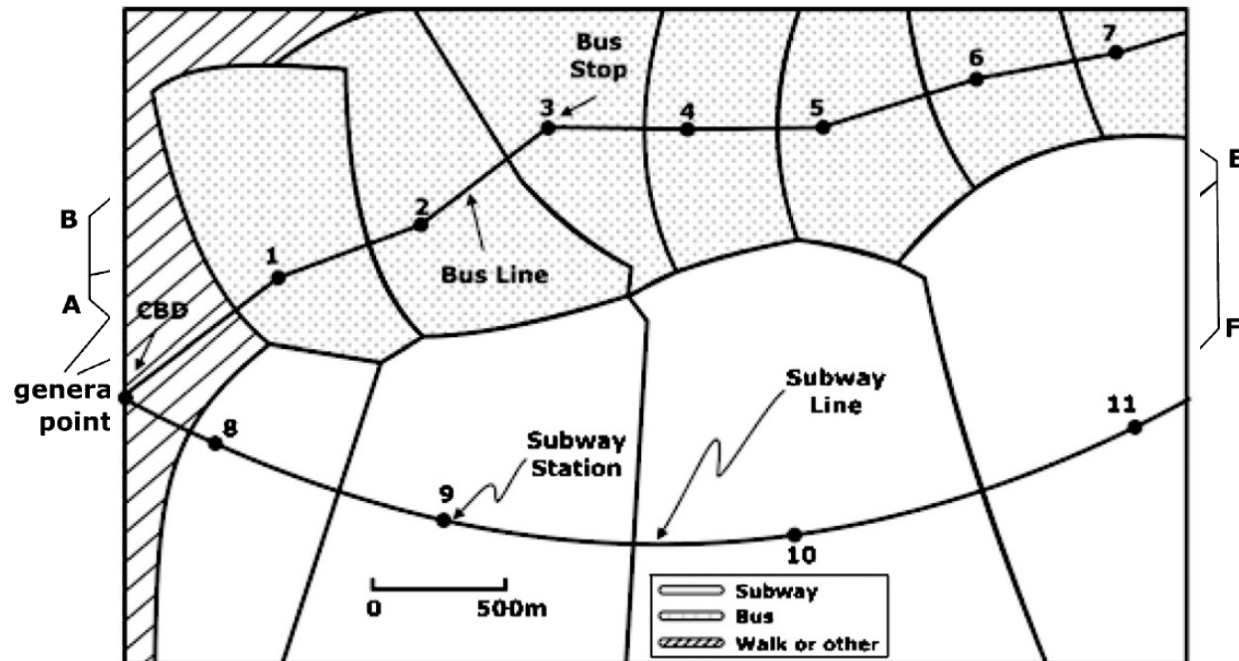 Bus
Stop
7
6
3
4
5
E
B
2
1
Bus Line
A
CBD
F
genera
point
Subway
Line
8
11
Subway
Station
9
10
0 500m
Subway
Bus
Walk or other